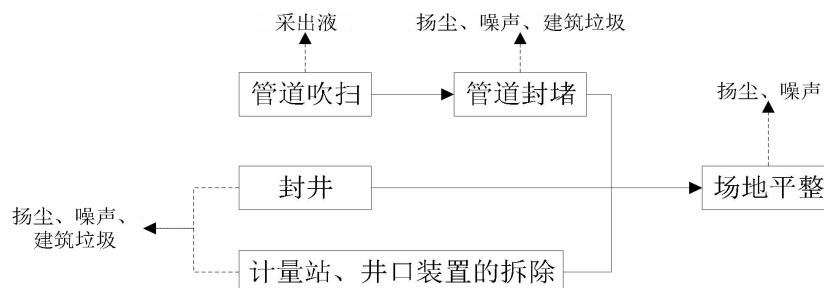 采出液
扬尘、噪声、建筑垃圾
管道吹扫
管道封堵
扬尘、噪声
封井
场地平整
扬尘、噪声、
建筑垃圾
计量站、井口装置的拆除